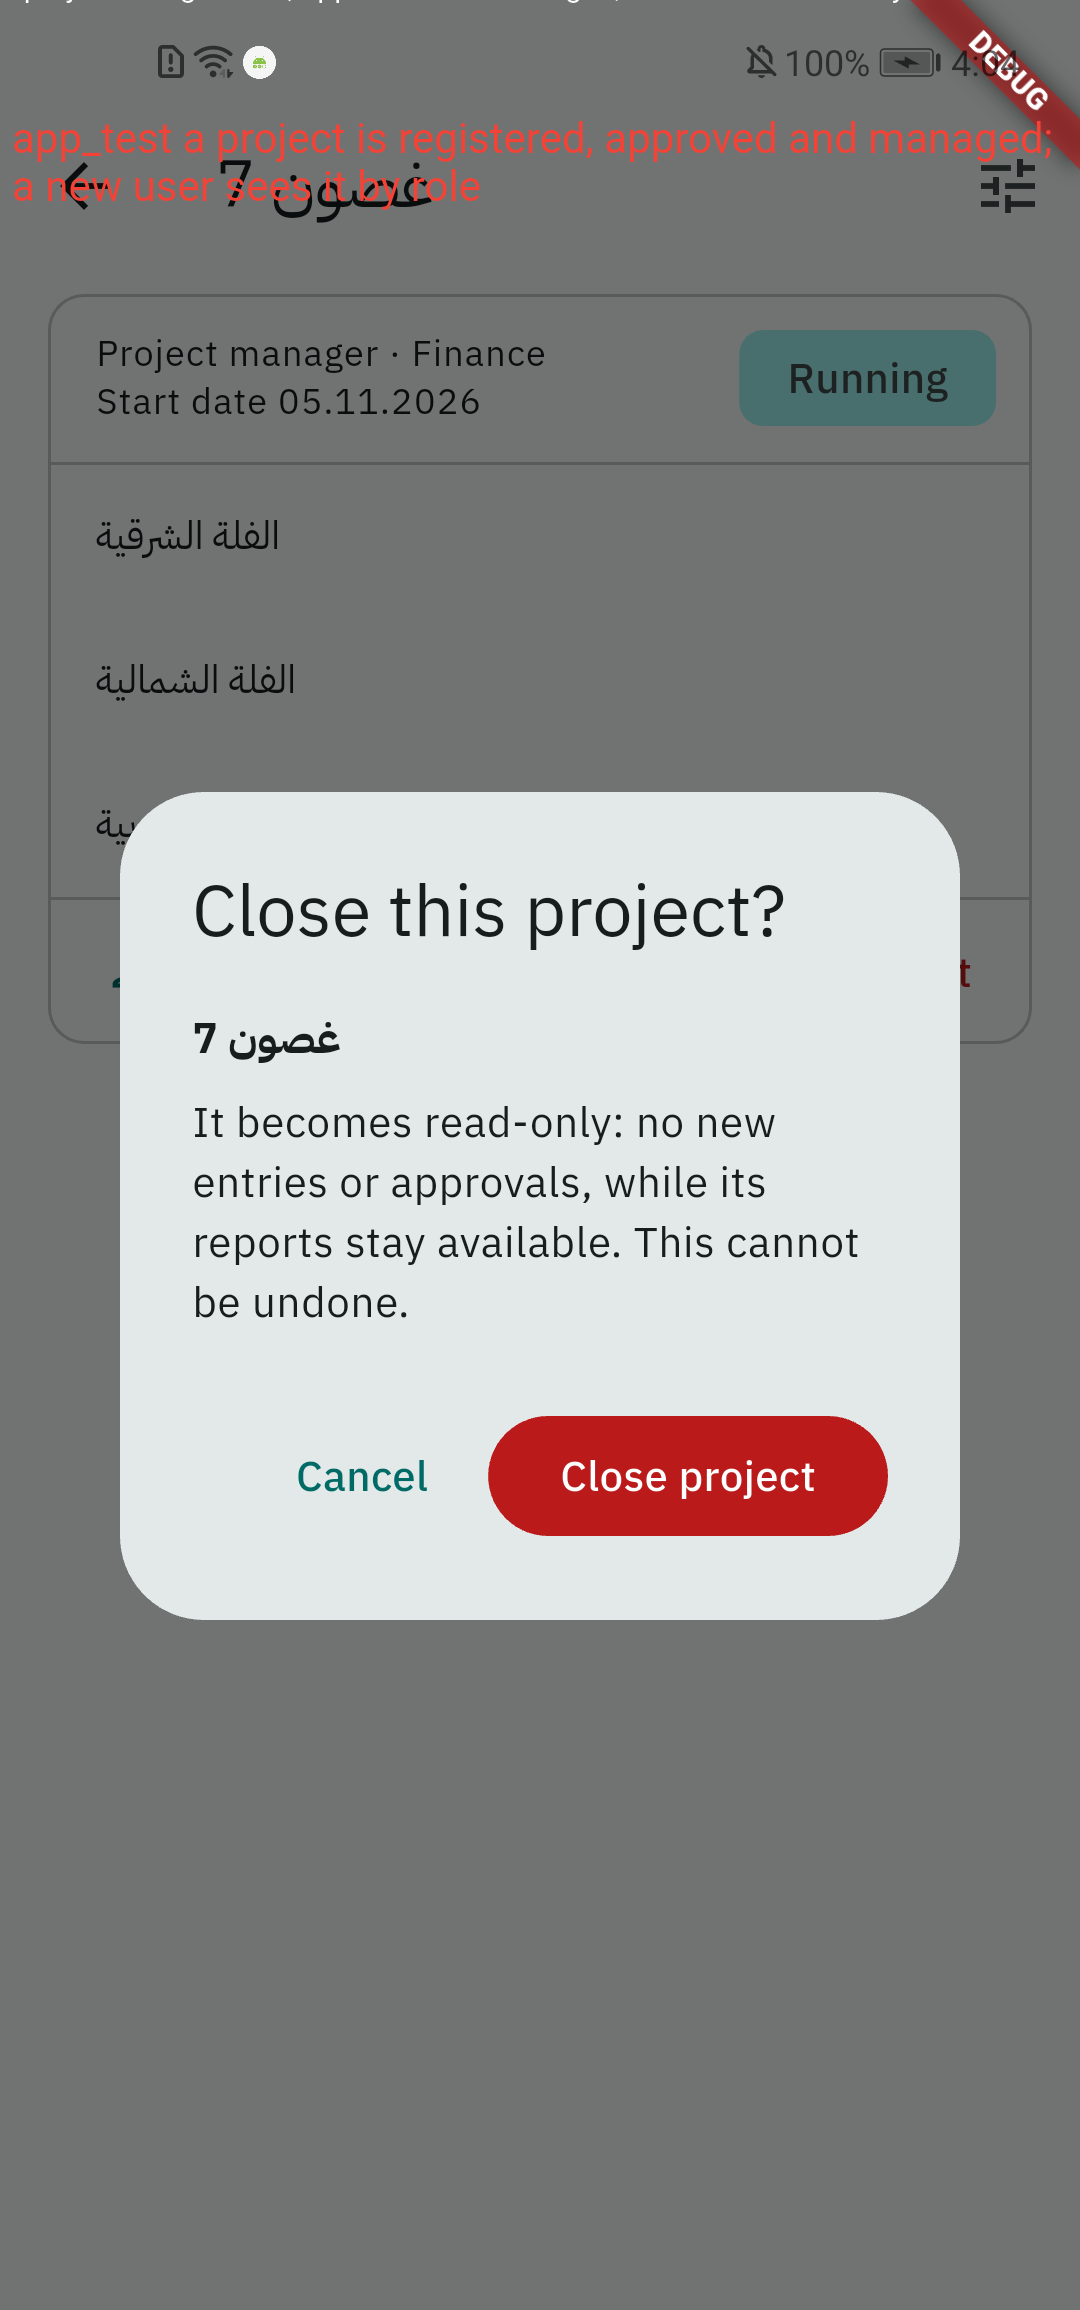 100%
DEBUG
app_test a project is registered, approved and managed;
a new user sees it by role
غصون 7
Project manager · Finance
Start date 05.11.2026
Running
الفلة الشرقية
الفلة الشمالية
Close this project?
غصون 7
It becomes read-only: no new
entries or approvals, while its
reports stay available. This cannot
be undone.
Cancel
Close project